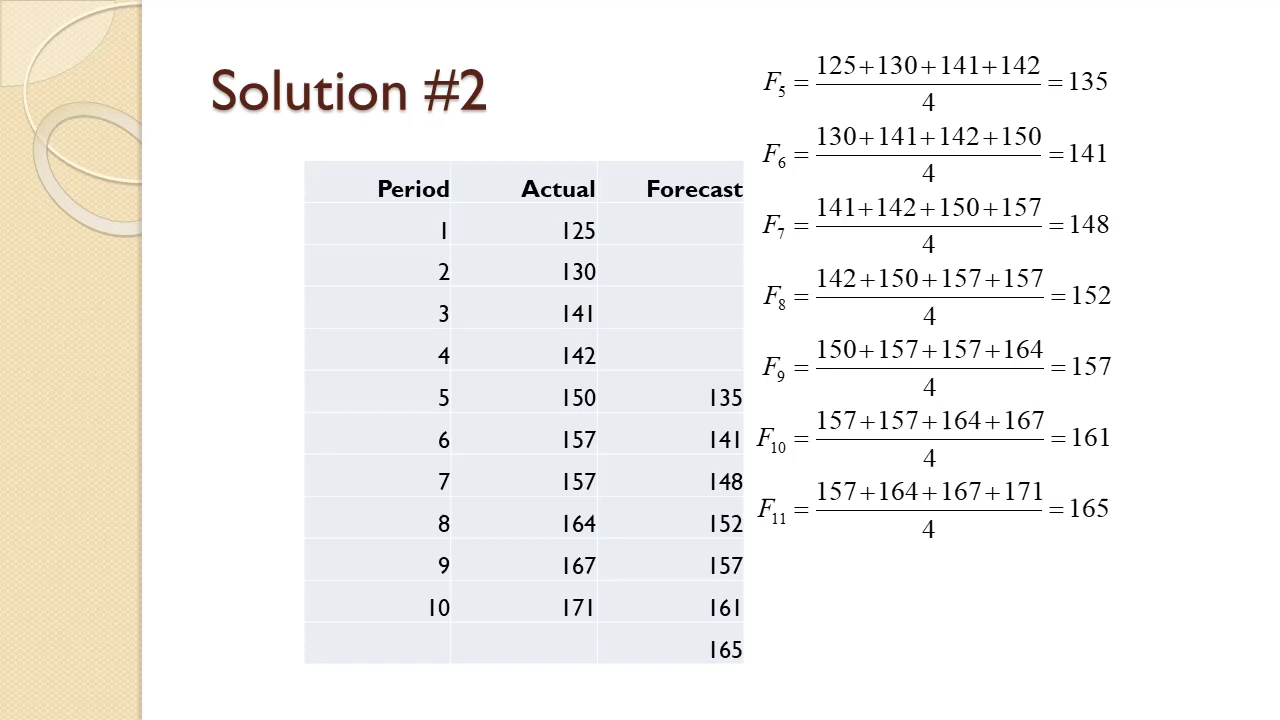 Solution #2
Period Actual Forecast
1 125
2 130
3 141
4 142
5 150 135
6 157 141
7 157 148
8 164 152
9 167 157
10 171 161
165
F₅ = (125+130+141+142)/4 = 135
F₆ = (130+141+142+150)/4 = 141
F₇ = (141+142+150+157)/4 = 148
F₈ = (142+150+157+157)/4 = 152
F₉ = (150+157+157+164)/4 = 157
F₁₀ = (157+157+164+167)/4 = 161
F₁₁ = (157+164+167+171)/4 = 165